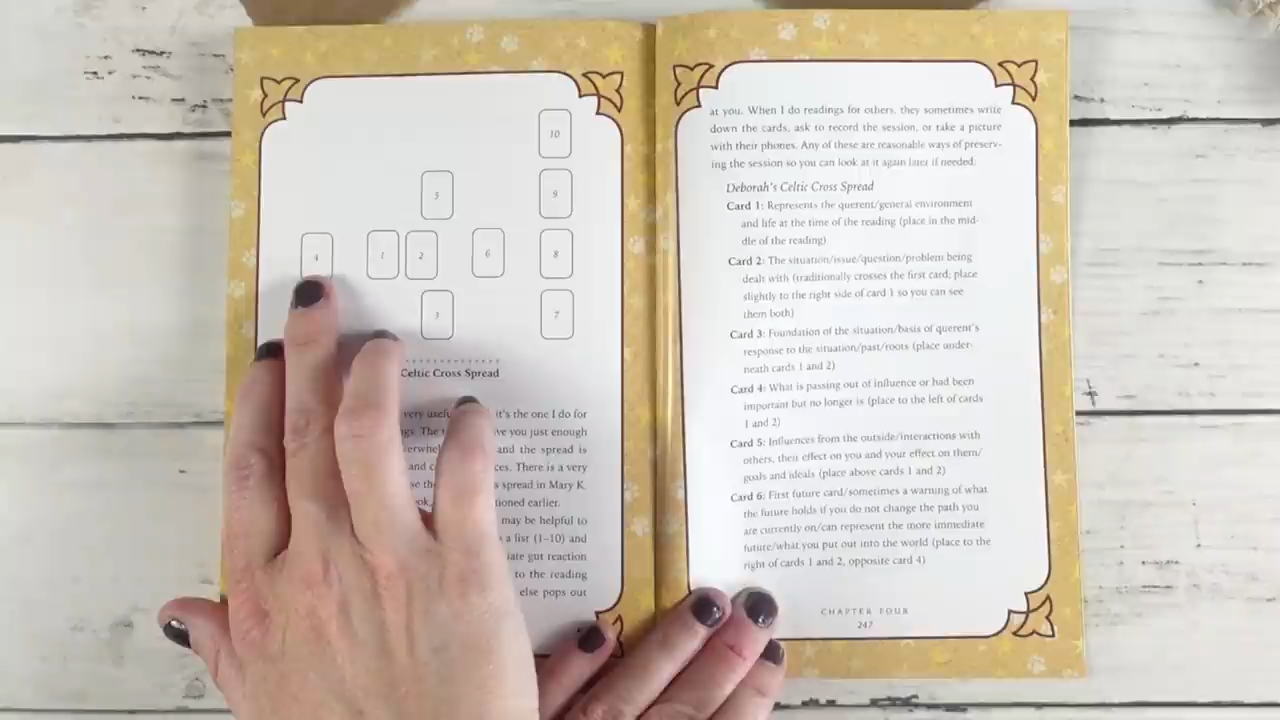 10
5
9
4
1
2
6
8
3
7
Celtic Cross Spread
very it's the one I do for
you just enough
and the spread is
and There is a very
spread in Mary K.
earlier.
may be helpful to
a list (1–10) and
gut reaction
to the reading
else pops out
at you. When I do readings for others, they sometimes write
down the cards, ask to record the session, or take a picture
with their phones. Any of these are reasonable ways of preserv-
ing the session so you can look at it again later if needed.
Deborah's Celtic Cross Spread
Card 1: Represents the querent/general environment
and life at the time of the reading (place in the mid-
dle of the reading)
Card 2: The situation/issue/question/problem being
dealt with (traditionally crosses the first card; place
slightly to the right side of card 1 so you can see
them both)
Card 3: Foundation of the situation/basis of querent's
response to the situation/past/roots (place under-
neath cards 1 and 2)
Card 4: What is passing out of influence or had been
important but no longer is (place to the left of cards
1 and 2)
Card 5: Influences from the outside/interactions with
others, their effect on you and your effect on them/
goals and ideals (place above cards 1 and 2)
Card 6: First future card/sometimes a warning of what
the future holds if you do not change the path you
are currently on/can represent the more immediate
future/what you put out into the world (place to the
right of cards 1 and 2, opposite card 4)
CHAPTER FOUR
247